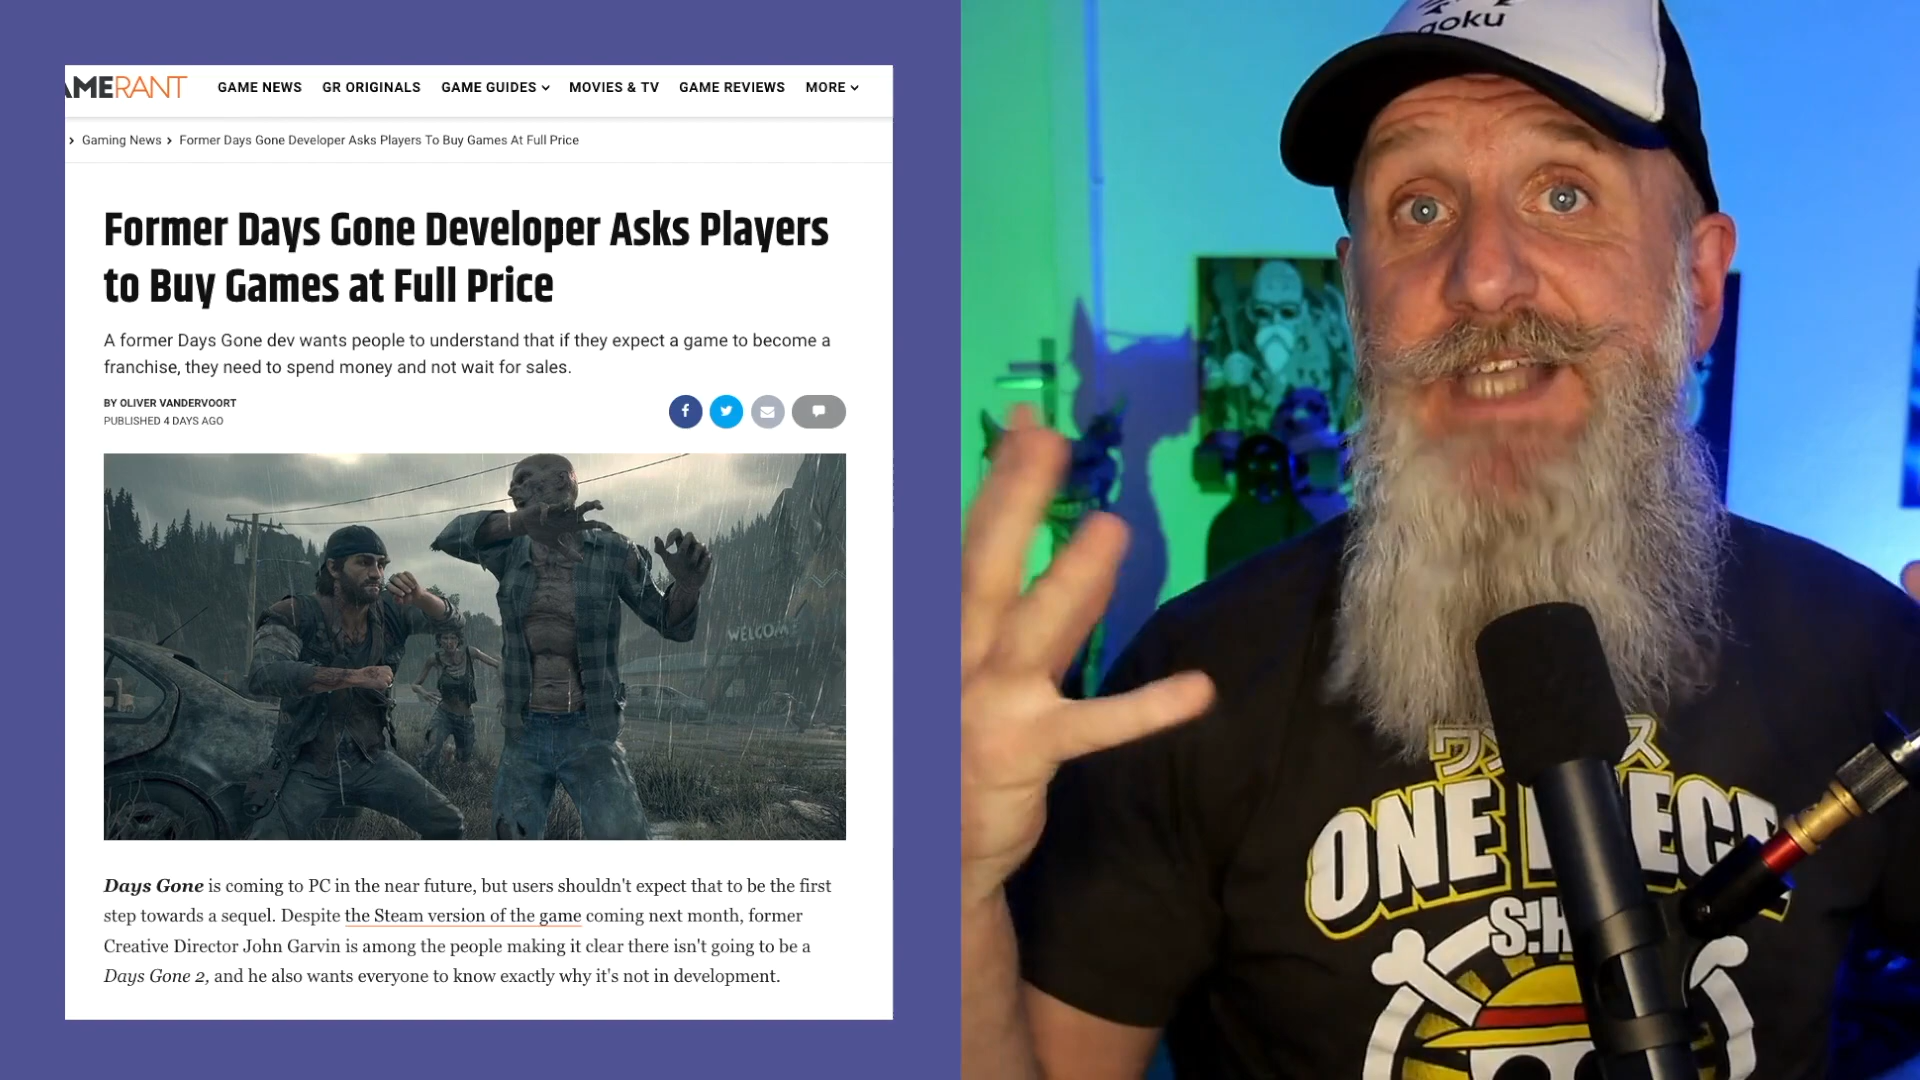 AMERANT GAME NEWS GR ORIGINALS GAME GUIDES MOVIES & TV GAME REVIEWS MORE
> Gaming News > Former Days Gone Developer Asks Players To Buy Games At Full Price
Former Days Gone Developer Asks Players
to Buy Games at Full Price
A former Days Gone dev wants people to understand that if they expect a game to become a
franchise, they need to spend money and not wait for sales.
BY OLIVER VANDERVOORT
PUBLISHED 4 DAYS AGO
WELCOME
Days Gone is coming to PC in the near future, but users shouldn't expect that to be the first
step towards a sequel. Despite the Steam version of the game coming next month, former
Creative Director John Garvin is among the people making it clear there isn't going to be a
Days Gone 2, and he also wants everyone to know exactly why it's not in development.
goku
ONE PIECE